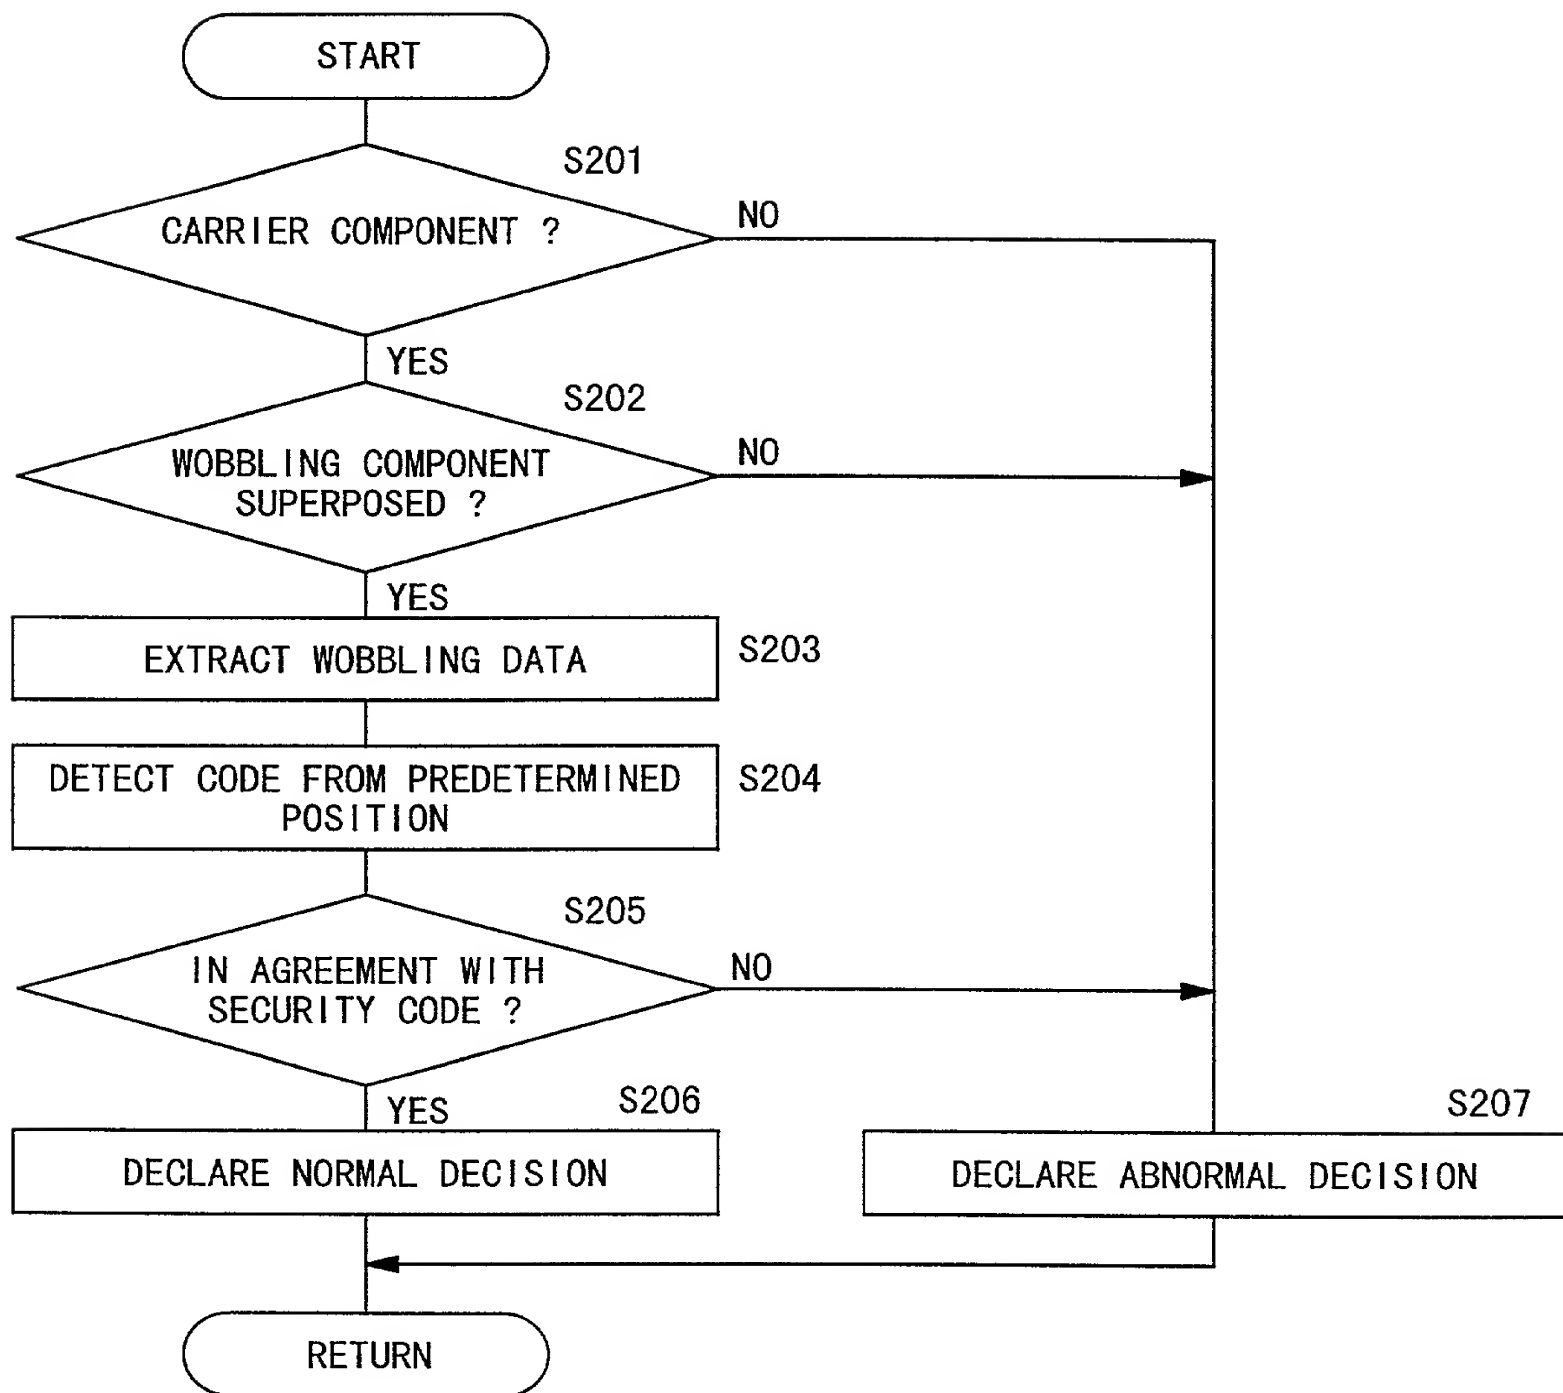 START
S201
CARRIER COMPONENT ?
NO
YES
S202
WOBBLING COMPONENT
SUPERPOSED ?
NO
YES
EXTRACT WOBBLING DATA
S203
DETECT CODE FROM PREDETERMINED
POSITION
S204
S205
IN AGREEMENT WITH
SECURITY CODE ?
NO
YES
S206
S207
DECLARE NORMAL DECISION
DECLARE ABNORMAL DECISION
RETURN